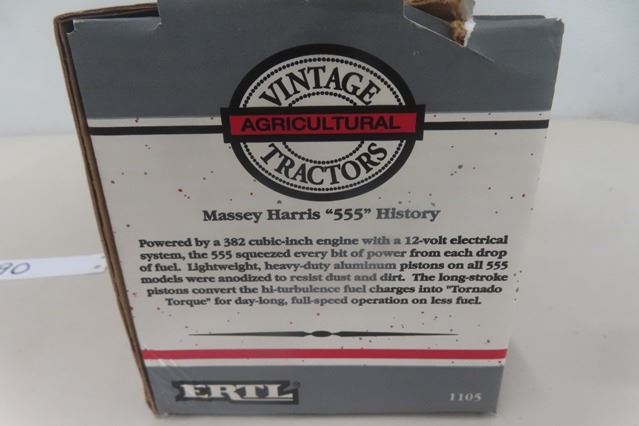 VINTAGE
AGRICULTURAL
TRACTORS
Massey Harris "555" History
Powered by a 382 cubic-inch engine with a 12-volt electrical
system, the 555 squeezed every bit of power from each drop
of fuel. Lightweight, heavy-duty aluminum pistons on all 555
models were anodized to resist dust and dirt. The long-stroke
pistons convert the hi-turbulence fuel charges into "Tornado
Torque" for day-long, full-speed operation on less fuel.
ERTL®
1105
90